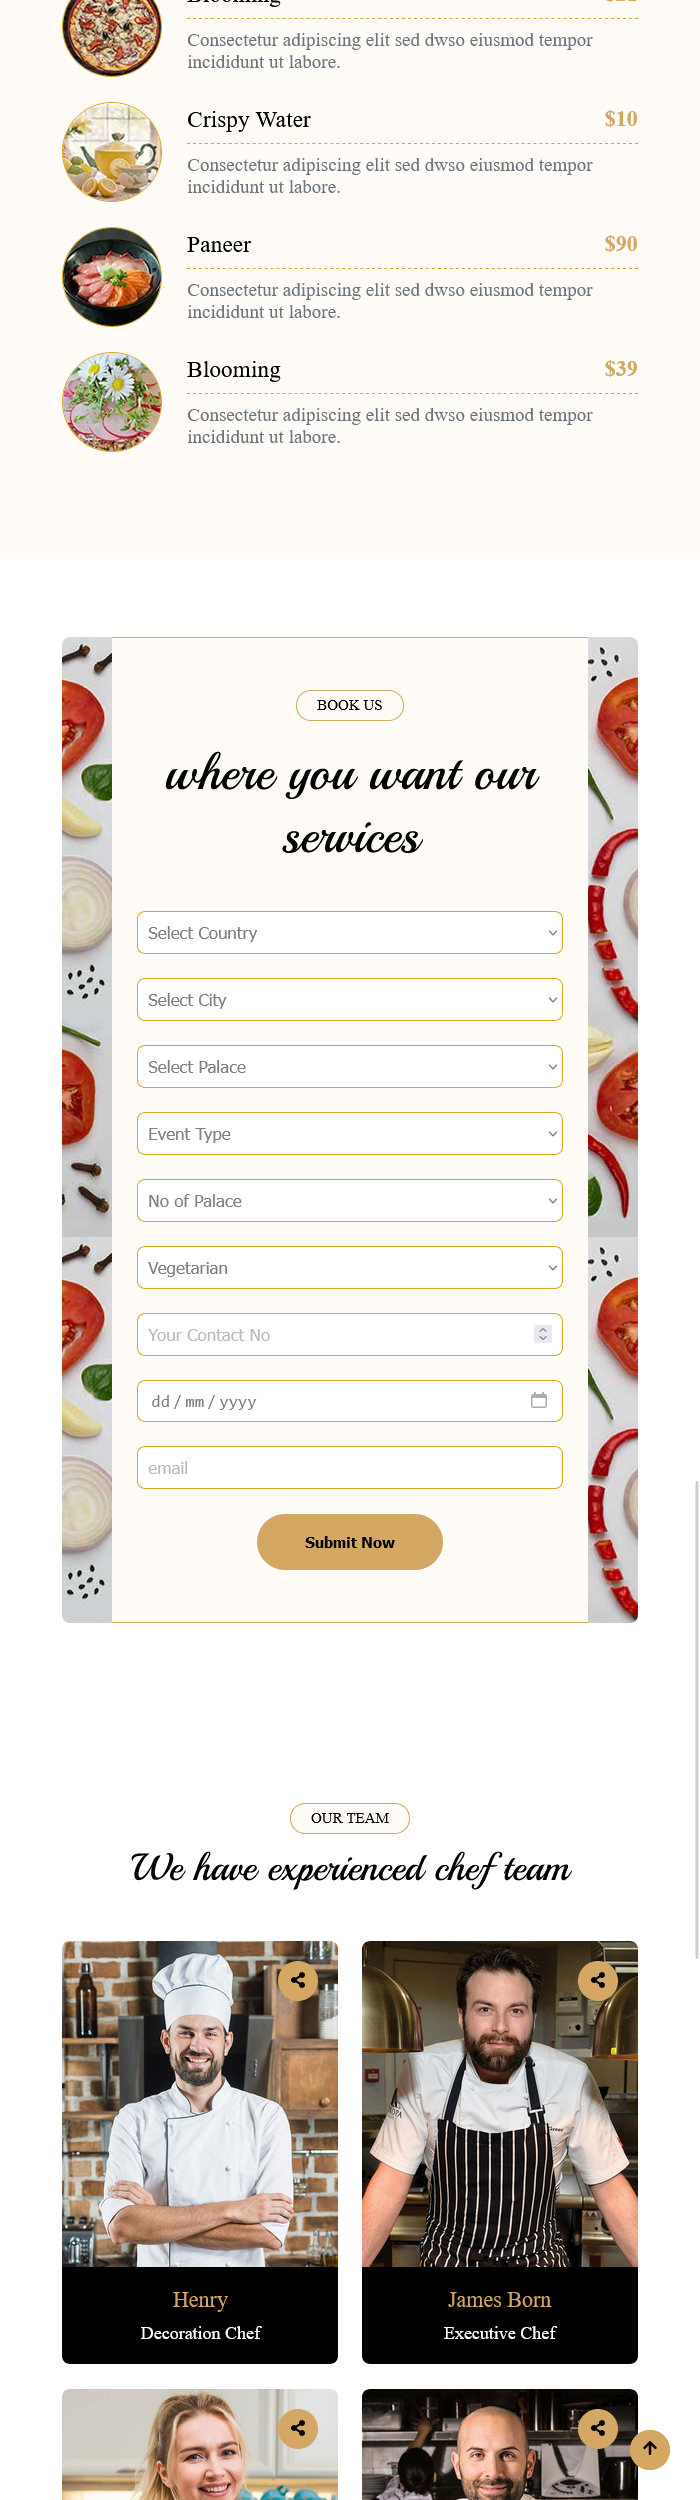 Blooming
Consectetur adipiscing elit sed dwso eiusmod tempor
incididunt ut labore.
Crispy Water $10
Consectetur adipiscing elit sed dwso eiusmod tempor
incididunt ut labore.
Paneer $90
Consectetur adipiscing elit sed dwso eiusmod tempor
incididunt ut labore.
Blooming $39
Consectetur adipiscing elit sed dwso eiusmod tempor
incididunt ut labore.
BOOK US
where you want our
services
Select Country
Select City
Select Palace
Event Type
No of Palace
Vegetarian
Your Contact No
dd / mm / yyyy
email
Submit Now
OUR TEAM
We have experienced chef team
Henry
Decoration Chef
James Born
Executive Chef